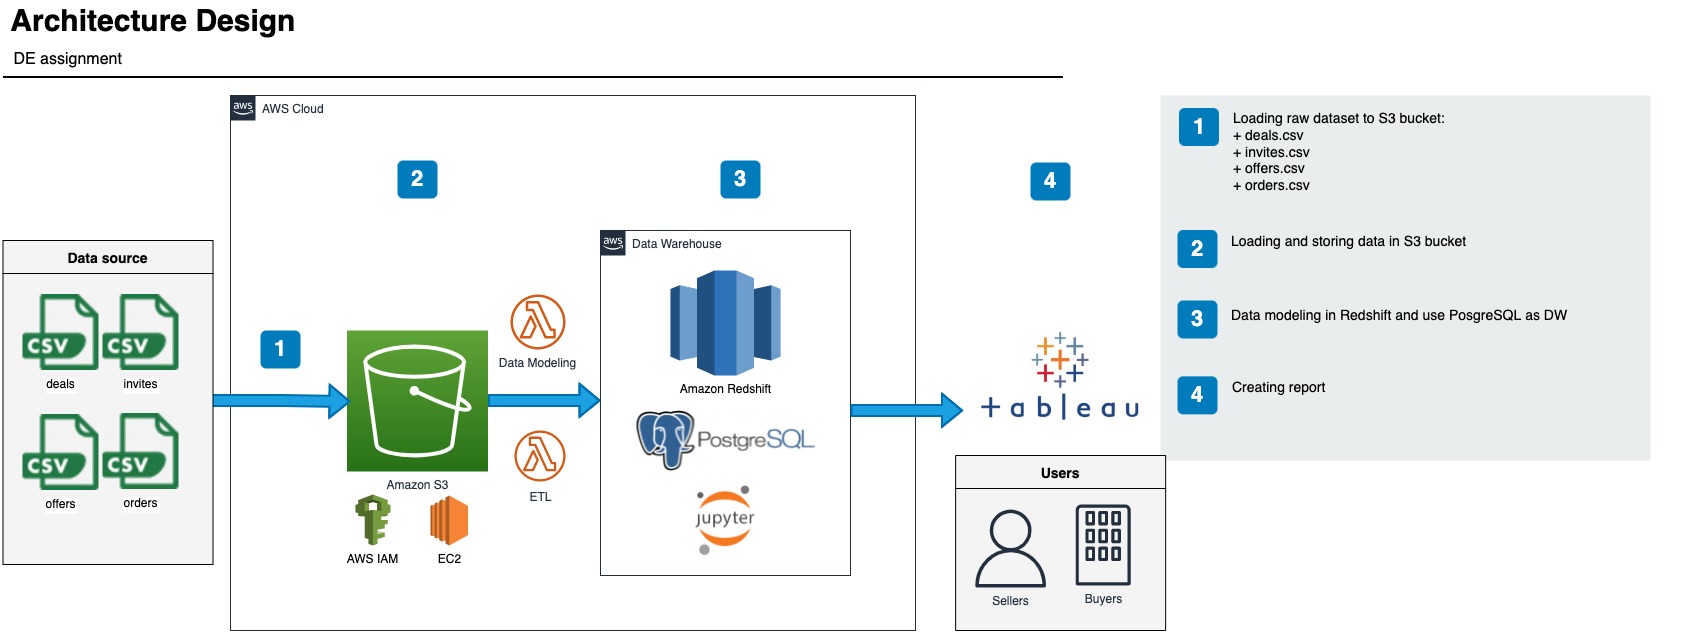 Architecture Design
DE assignment
aws
AWS Cloud
1
Loading raw dataset to S3 bucket:
+ deals.csv
+ invites.csv
+ offers.csv
+ orders.csv
2
3
4
2
Loading and storing data in S3 bucket
aws
Data Warehouse
Data source
CSV
CSV
deals
invites
CSV
CSV
offers
orders
1
Amazon S3
AWS IAM
EC2
Data Modeling
ETL
Amazon Redshift
PostgreSQL
jupyter
+ableau
3
Data modeling in Redshift and use PosgreSQL as DW
4
Creating report
Users
Sellers
Buyers